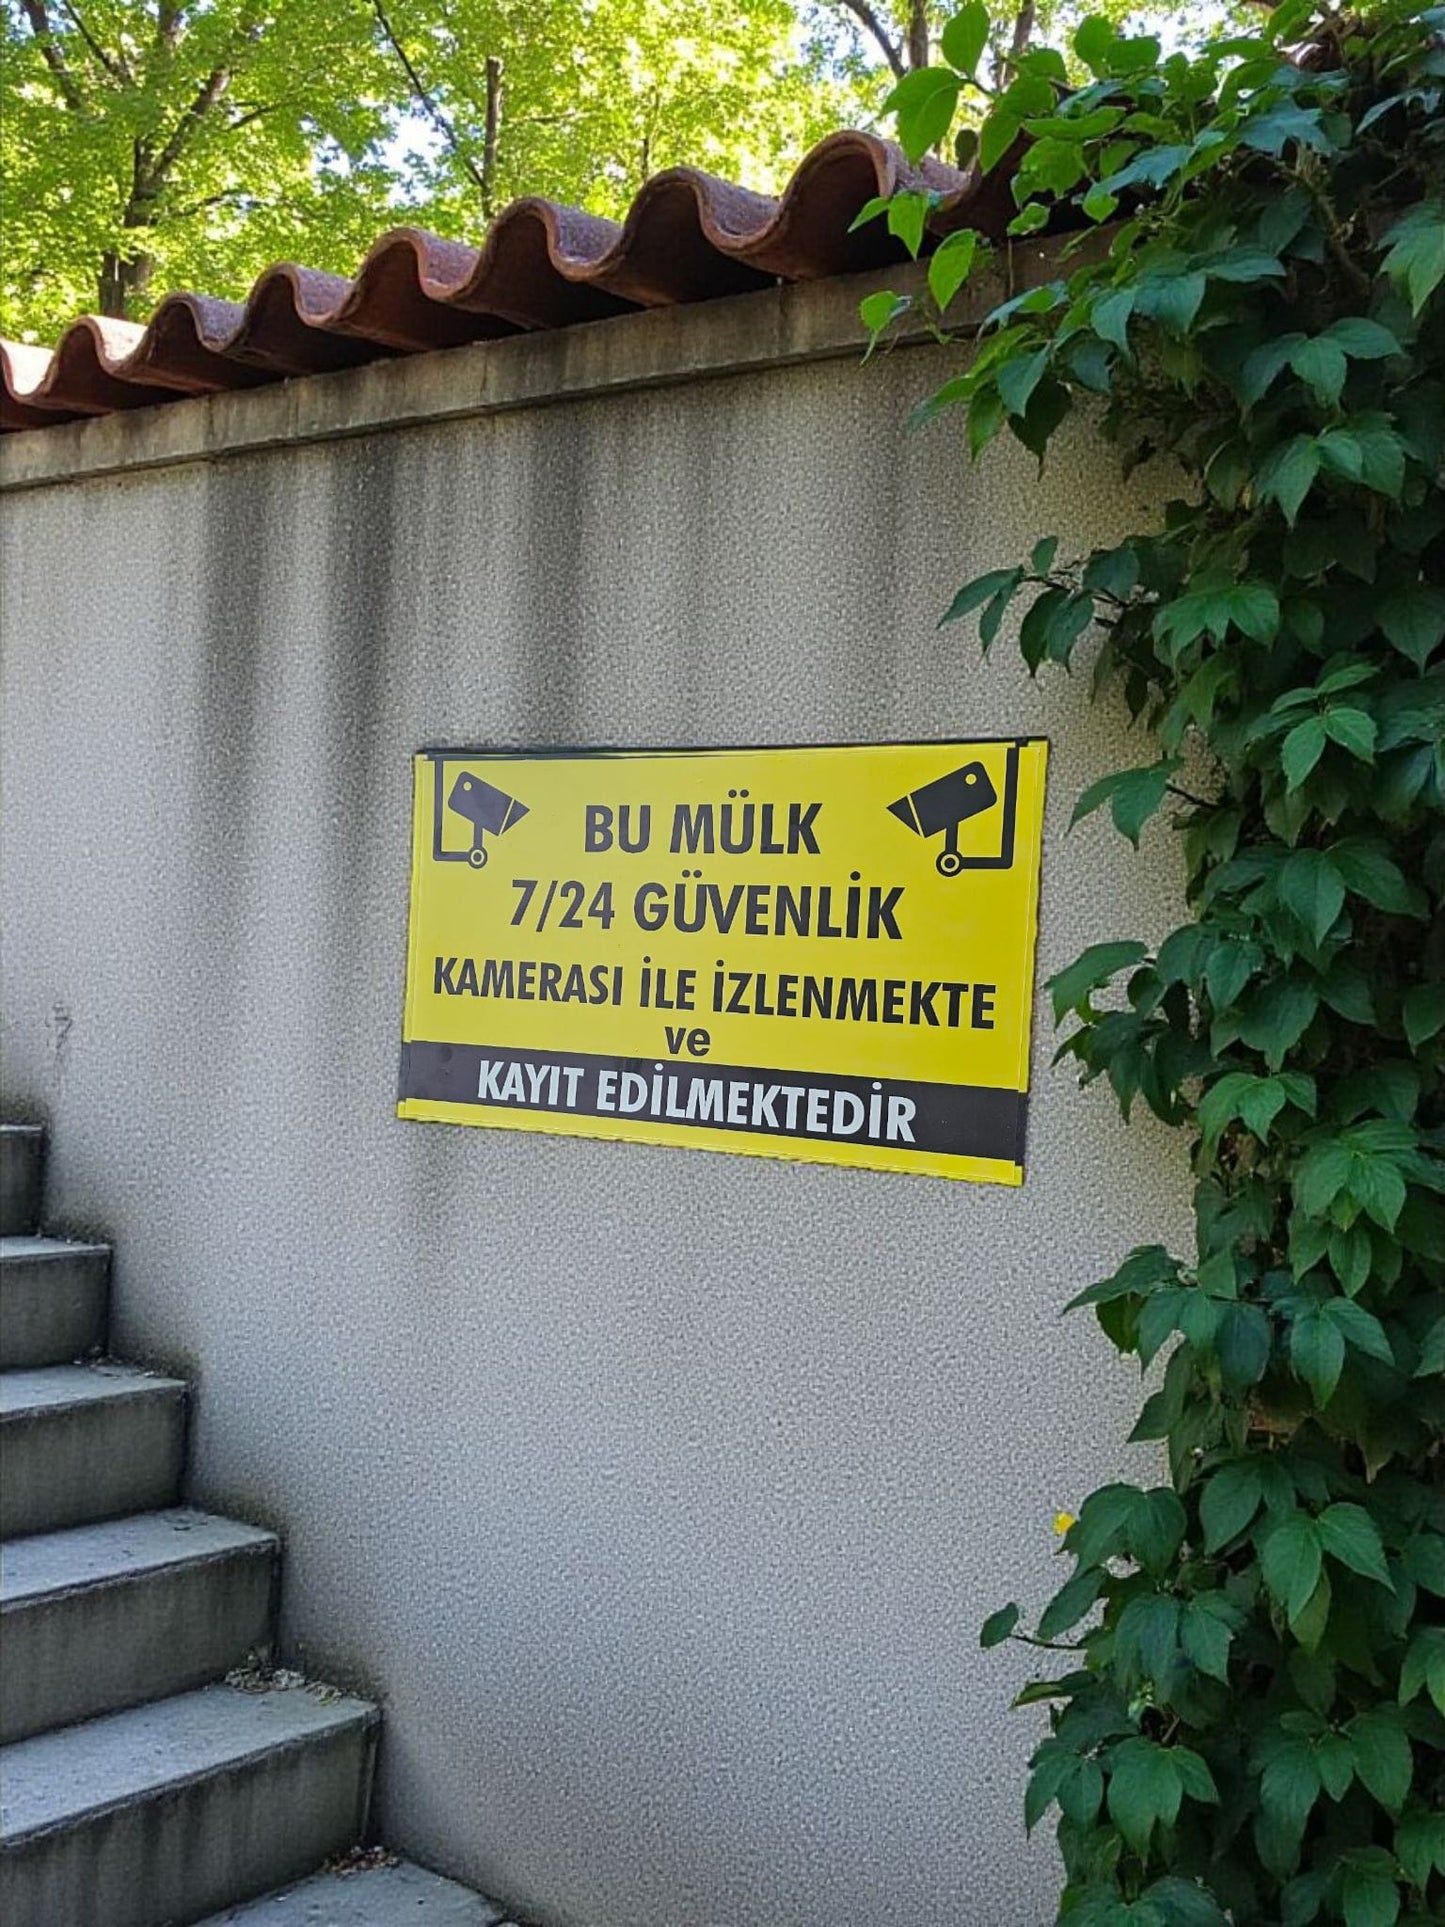 BU MÜLK
7/24 GÜVENLİK
KAMERASI İLE İZLENMEKTE
ve
KAYIT EDİLMEKTEDİR